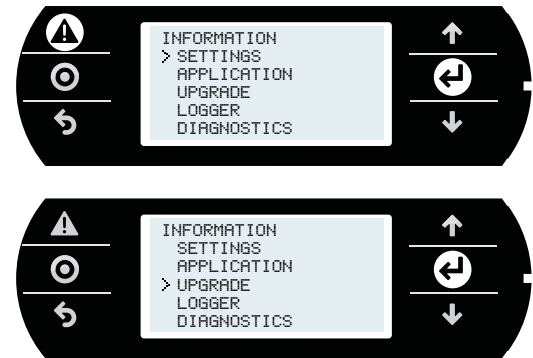 INFORMATION
> SETTINGS
APPLICATION
UPGRADE
LOGGER
DIAGNOSTICS
INFORMATION
SETTINGS
APPLICATION
> UPGRADE
LOGGER
DIAGNOSTICS